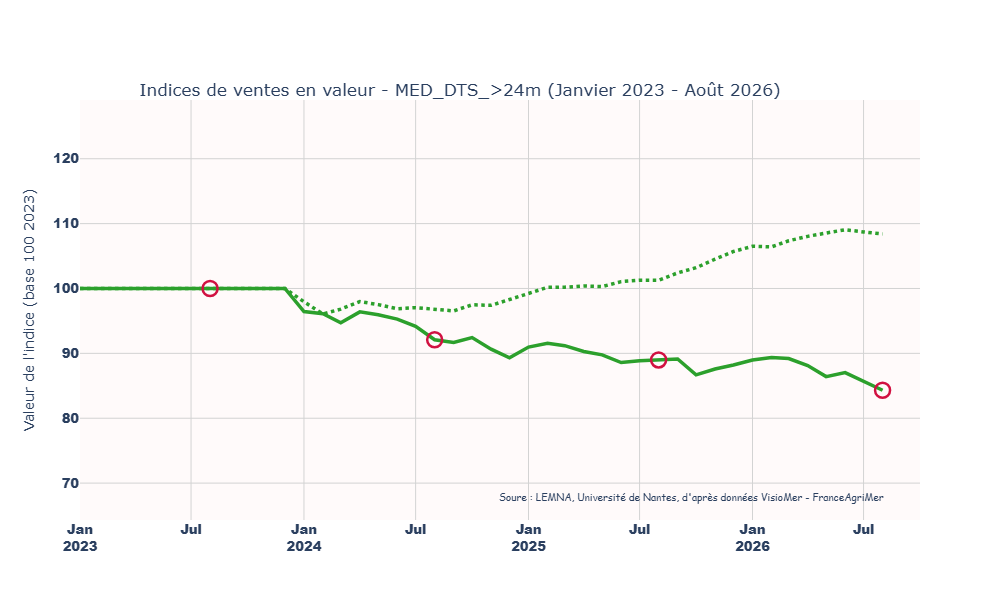 Indices de ventes en valeur - MED_DTS_>24m (Janvier 2023 - Août 2026)
Valeur de l'indice (base 100 2023)
120
110
100
90
80
70
Soure : LEMNA, Université de Nantes, d'après données VisioMer - FranceAgriMer
Jan Jul Jan Jul Jan Jul Jan Jul
2023 2024 2025 2026